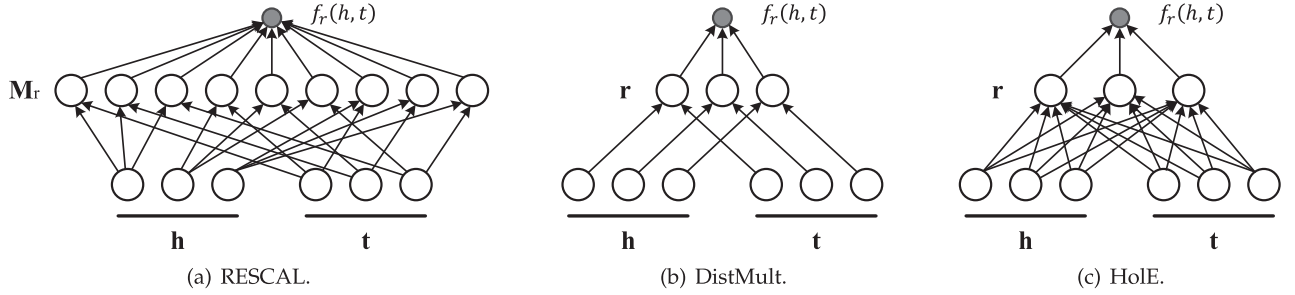 f_r(h, t)
f_r(h, t)
f_r(h, t)
M_r
r
r
h
t
h
t
h
t
(a) RESCAL.
(b) DistMult.
(c) HolE.